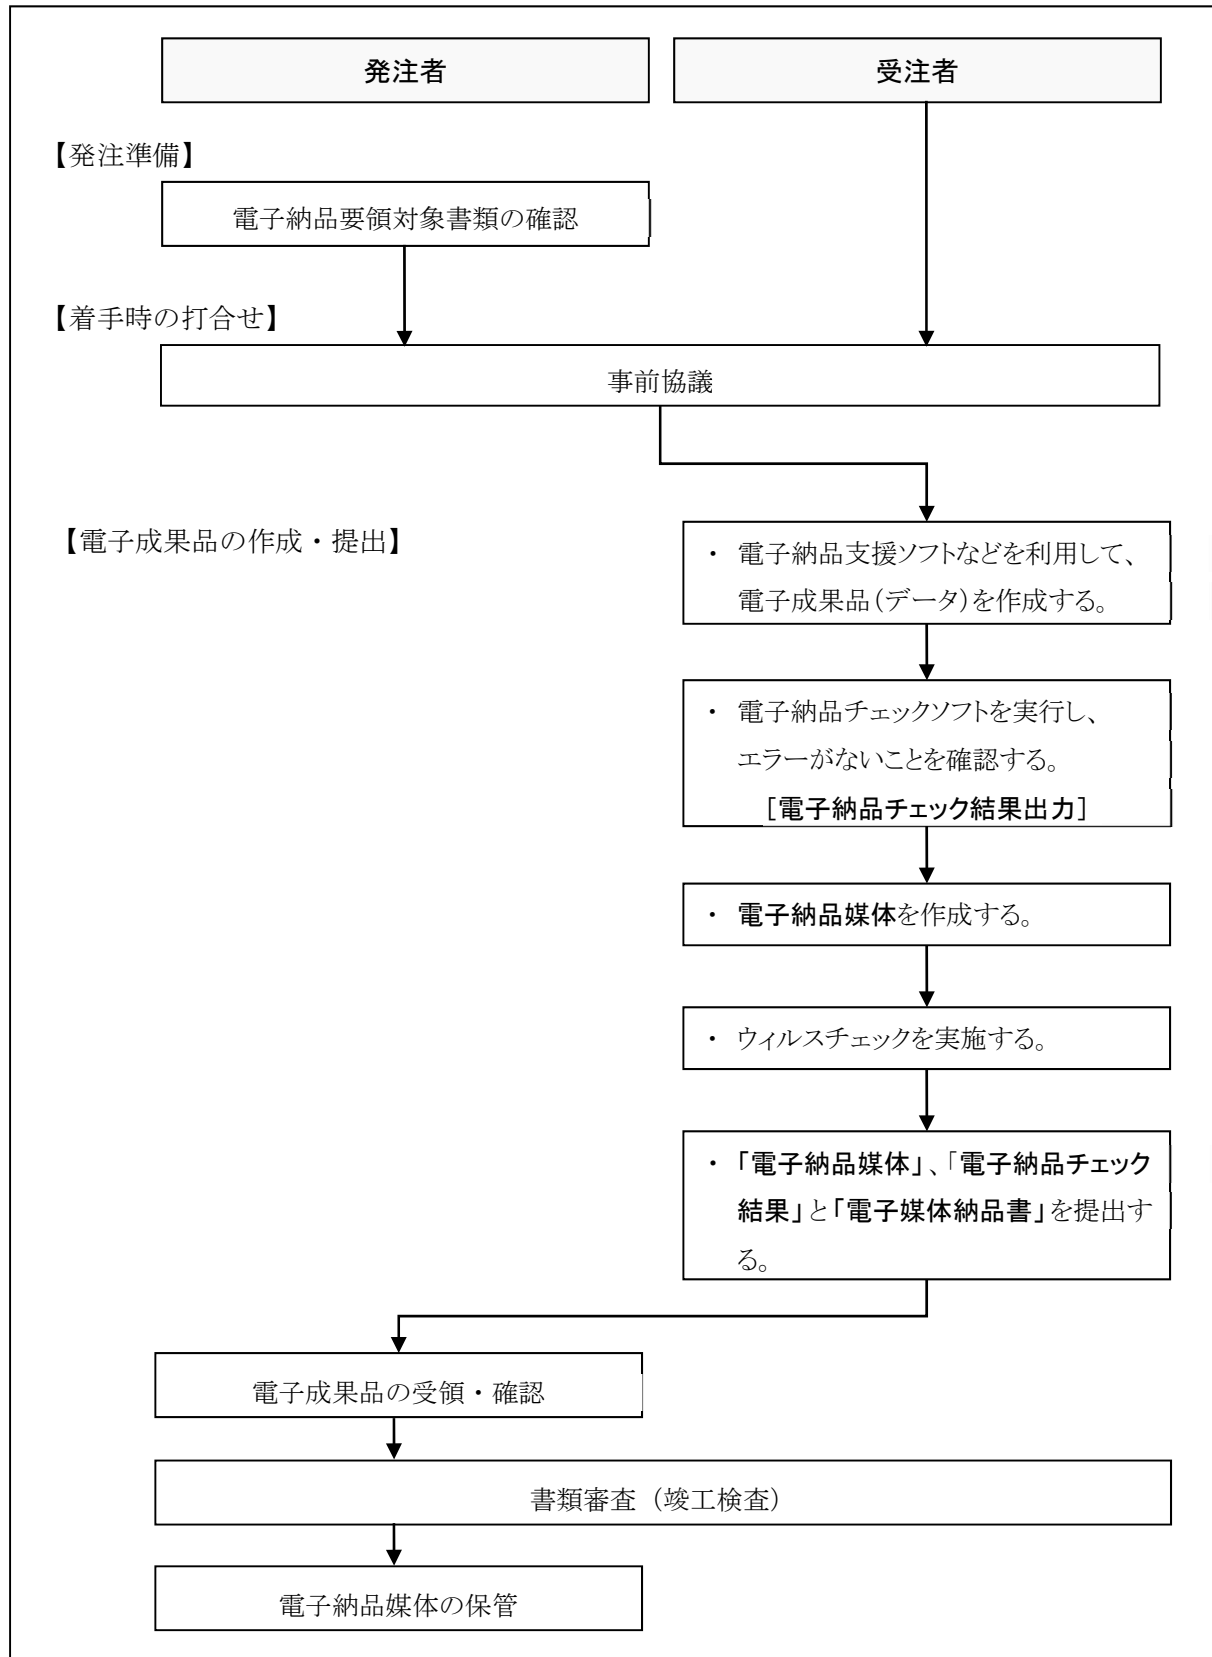 発注者
受注者
【発注準備】
電子納品要領対象書類の確認
【着手時の打合せ】
事前協議
【電子成果品の作成・提出】
・ 電子納品支援ソフトなどを利用して、
電子成果品（データ）を作成する。
・ 電子納品チェックソフトを実行し、
エラーがないことを確認する。
［電子納品チェック結果出力］
・ 電子納品媒体を作成する。
・ ウィルスチェックを実施する。
・ 「電子納品媒体」、「電子納品チェック
結果」と「電子媒体納品書」を提出す
る。
電子成果品の受領・確認
書類審査（竣工検査）
電子納品媒体の保管